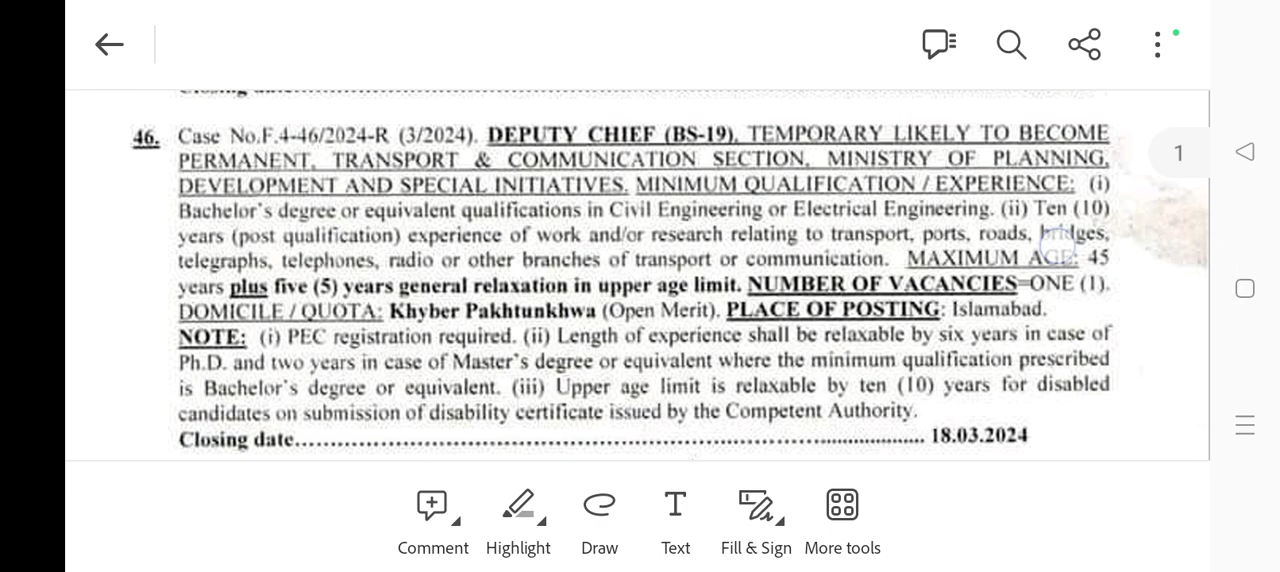 1
46. Case No.F.4-46/2024-R (3/2024). DEPUTY CHIEF (BS-19), TEMPORARY LIKELY TO BECOME
PERMANENT, TRANSPORT & COMMUNICATION SECTION, MINISTRY OF PLANNING,
DEVELOPMENT AND SPECIAL INITIATIVES. MINIMUM QUALIFICATION / EXPERIENCE: (i)
Bachelor's degree or equivalent qualifications in Civil Engineering or Electrical Engineering. (ii) Ten (10)
years (post qualification) experience of work and/or research relating to transport, ports, roads, bridges,
telegraphs, telephones, radio or other branches of transport or communication. MAXIMUM AGE: 45
years plus five (5) years general relaxation in upper age limit. NUMBER OF VACANCIES=ONE (1).
DOMICILE / QUOTA: Khyber Pakhtunkhwa (Open Merit). PLACE OF POSTING: Islamabad.
NOTE: (i) PEC registration required. (ii) Length of experience shall be relaxable by six years in case of
Ph.D. and two years in case of Master's degree or equivalent where the minimum qualification prescribed
is Bachelor's degree or equivalent. (iii) Upper age limit is relaxable by ten (10) years for disabled
candidates on submission of disability certificate issued by the Competent Authority.
Closing date........................................................................................................ 18.03.2024
Comment Highlight Draw Text Fill & Sign More tools